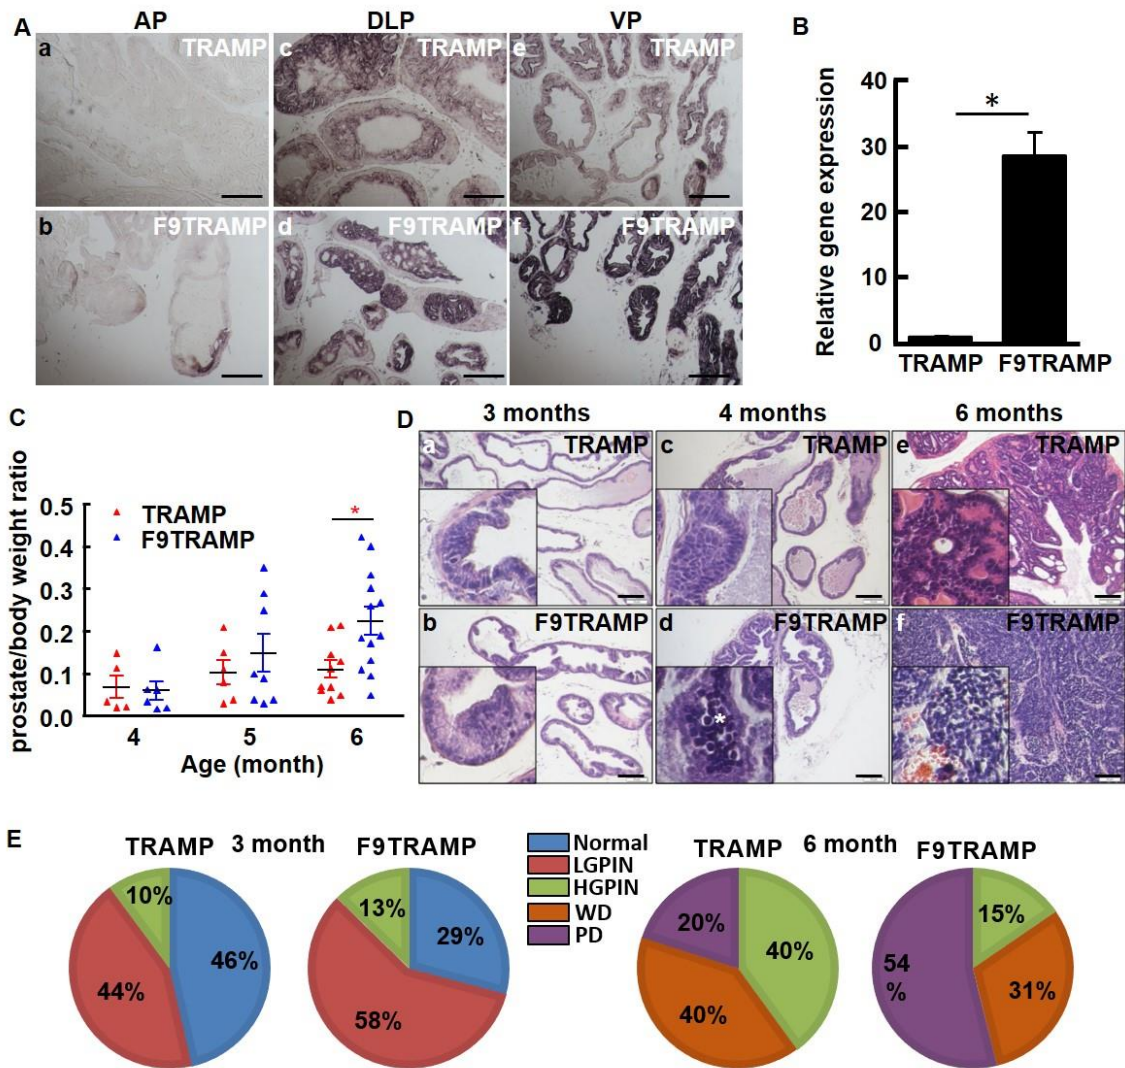 A
AP
DLP
VP
a
TRAMP
c
TRAMP
e
TRAMP
b
F9TRAMP
d
F9TRAMP
f
F9TRAMP
B
Relative gene expression
40
30
20
10
0
*
TRAMP
F9TRAMP
C
prostate/body weight ratio
0.5
0.4
0.3
0.2
0.1
0.0
TRAMP
F9TRAMP
*
4
5
6
Age (month)
D
3 months
4 months
6 months
a
TRAMP
c
TRAMP
e
TRAMP
b
F9TRAMP
d
F9TRAMP
*
f
F9TRAMP
E
TRAMP 3 month F9TRAMP
10%
46%
44%
13%
29%
58%
Normal
LGPIN
HGPIN
WD
PD
TRAMP 6 month F9TRAMP
20%
40%
40%
15%
54
%
31%